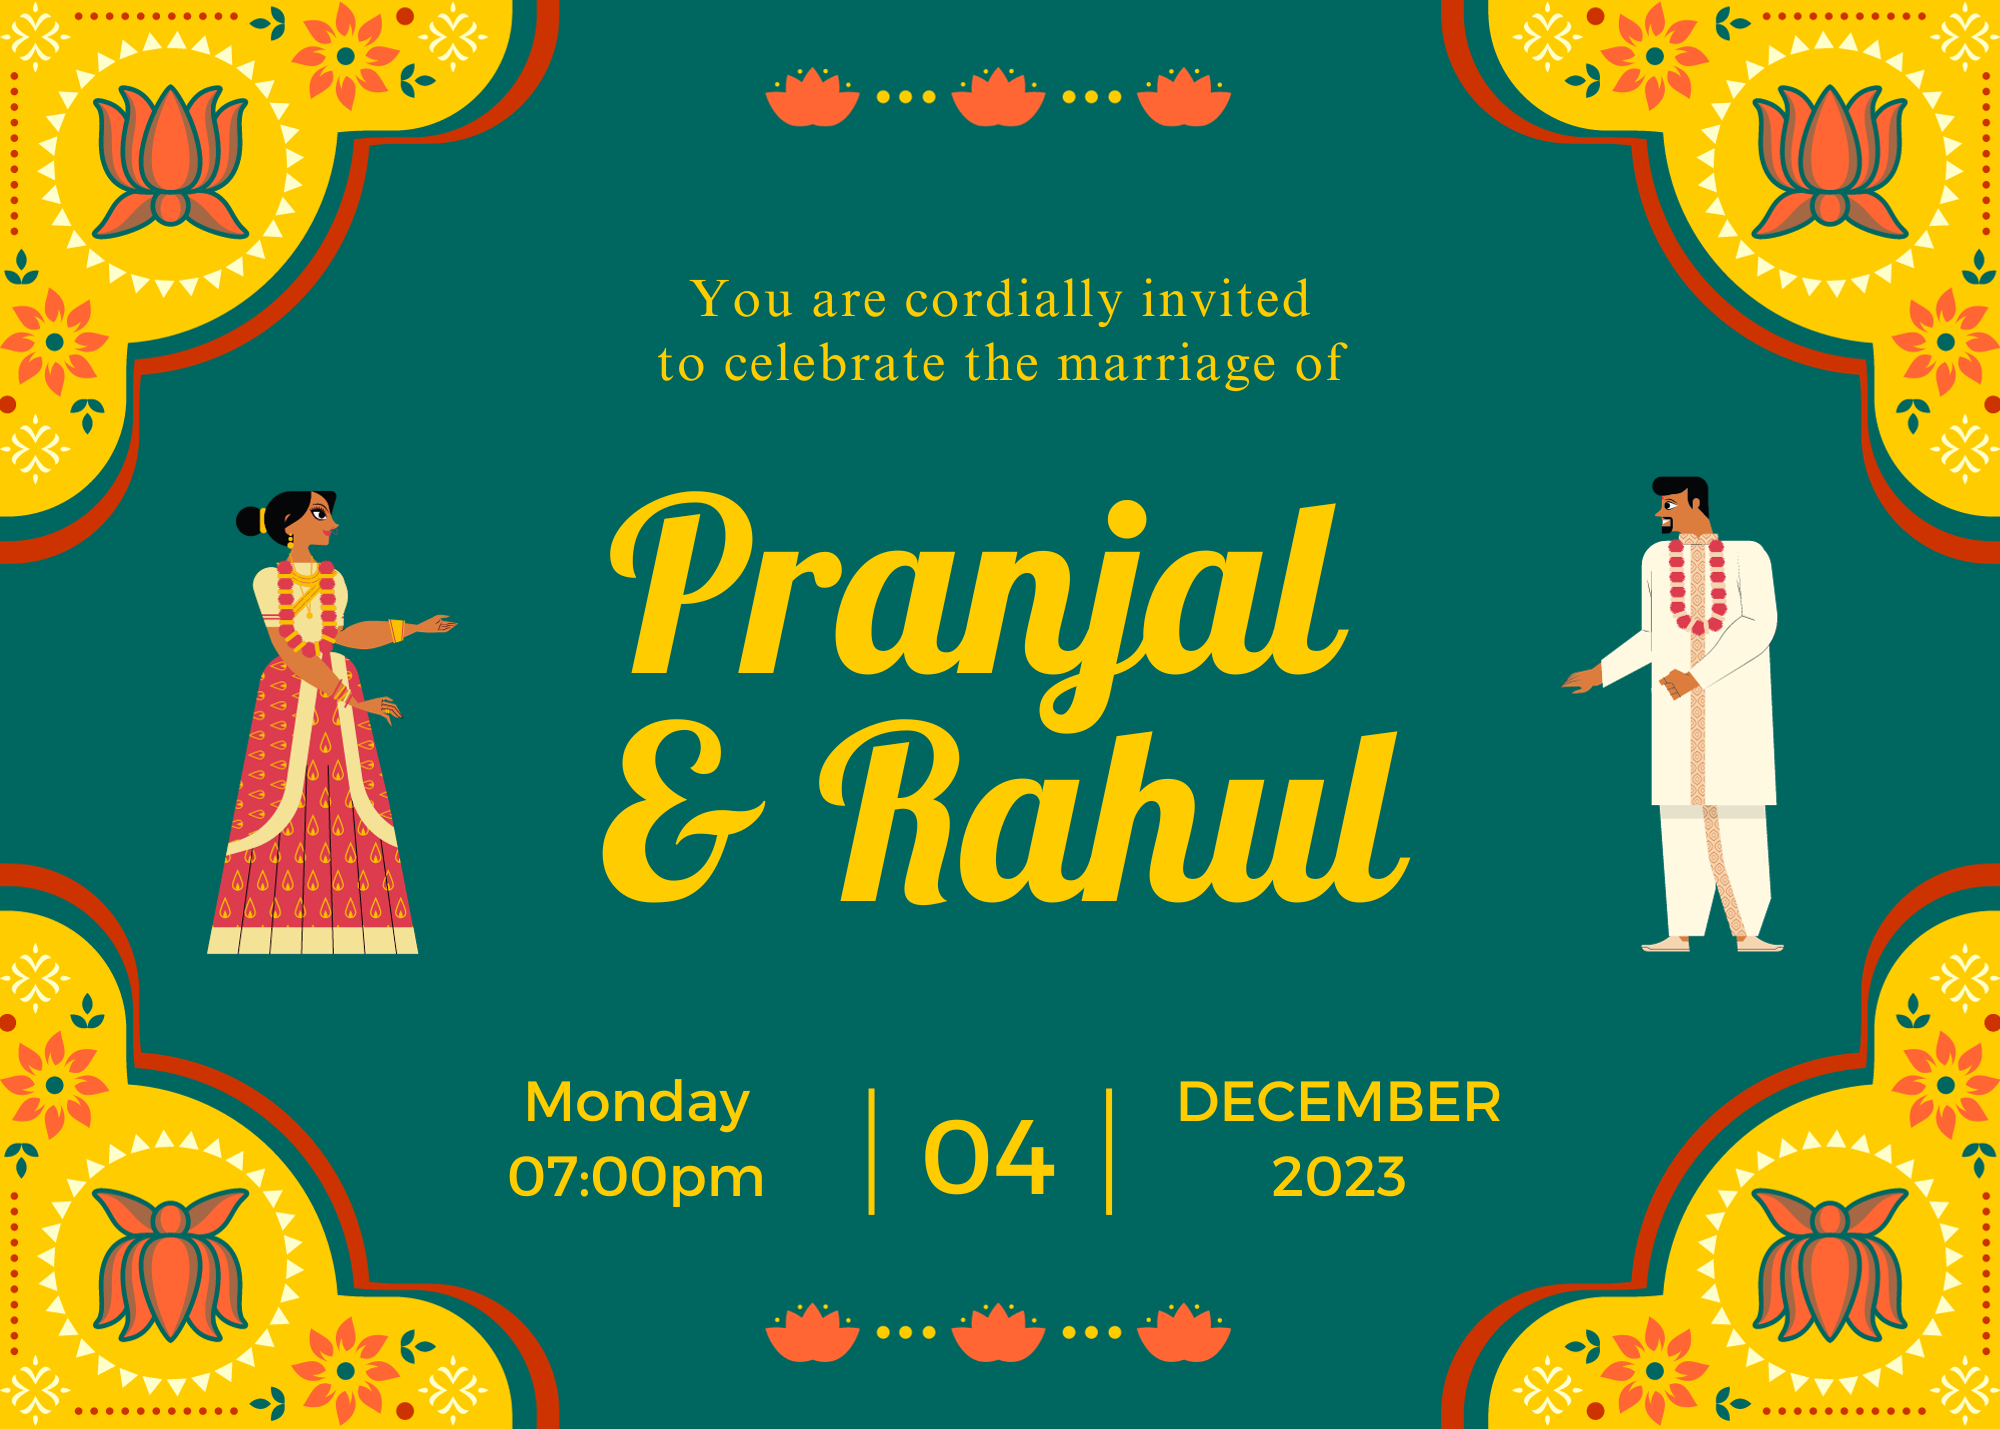 You are cordially invited
to celebrate the marriage of
Pranjal
& Rahul
Monday
07:00pm
04
DECEMBER
2023